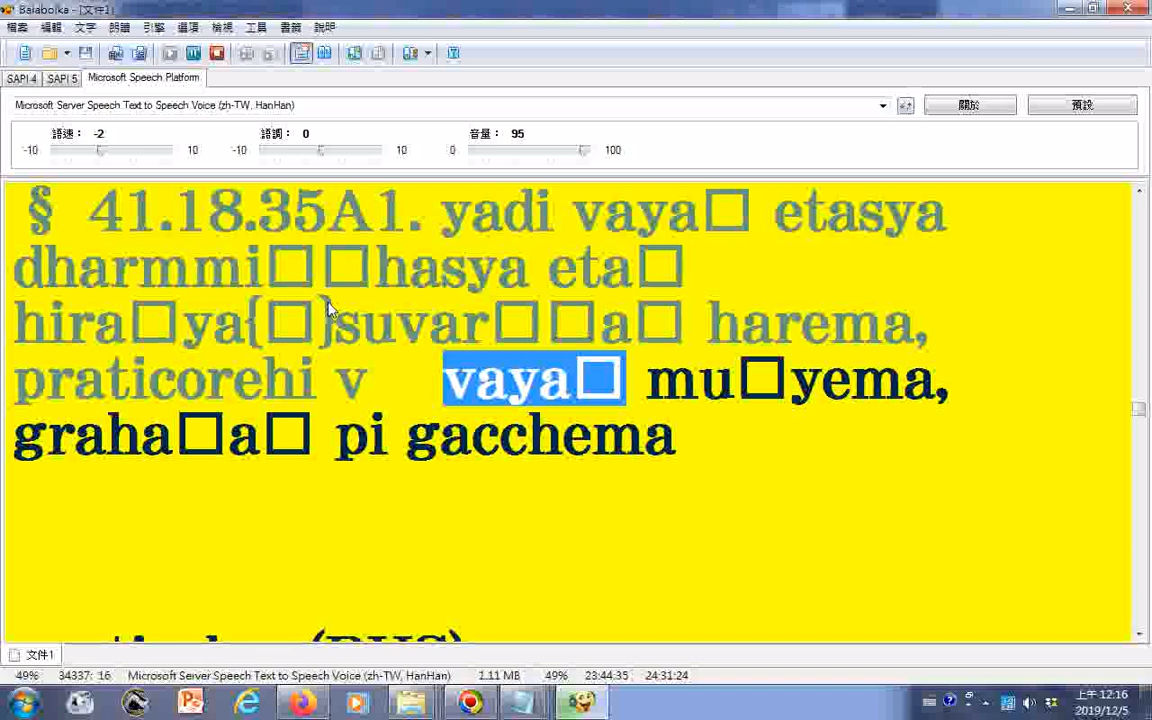 Balabolka - [文件1]
檔案 編輯 文字 朗讀 引擎 選項 檢視 工具 書籤 說明
SAPI 4 SAPI 5 Microsoft Speech Platform
Microsoft Server Speech Text to Speech Voice (zh-TW, HanHan) 關於 預設
語速： -2 語調： 0 音量： 95
-10 10 -10 10 0 100
§ 41.18.35A1. yadi vaya□ etasya
dharmmi□□hasya eta□
hira□ya{□}suvar□□a□ harema,
praticorehi v vaya□ mu□yema,
graha□a□ pi gacchema
文件1
49% 34337: 16 Microsoft Server Speech Text to Speech Voice (zh-TW, HanHan) 1.11 MB 49% 23:44.35 24:31:24
上午 12:16
2019/12/5